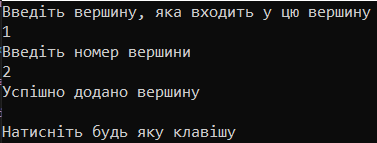 Введіть вершину, яка входить у цю вершину
1
Введіть номер вершини
2
Успішно додано вершину
Натисніть будь яку клавішу